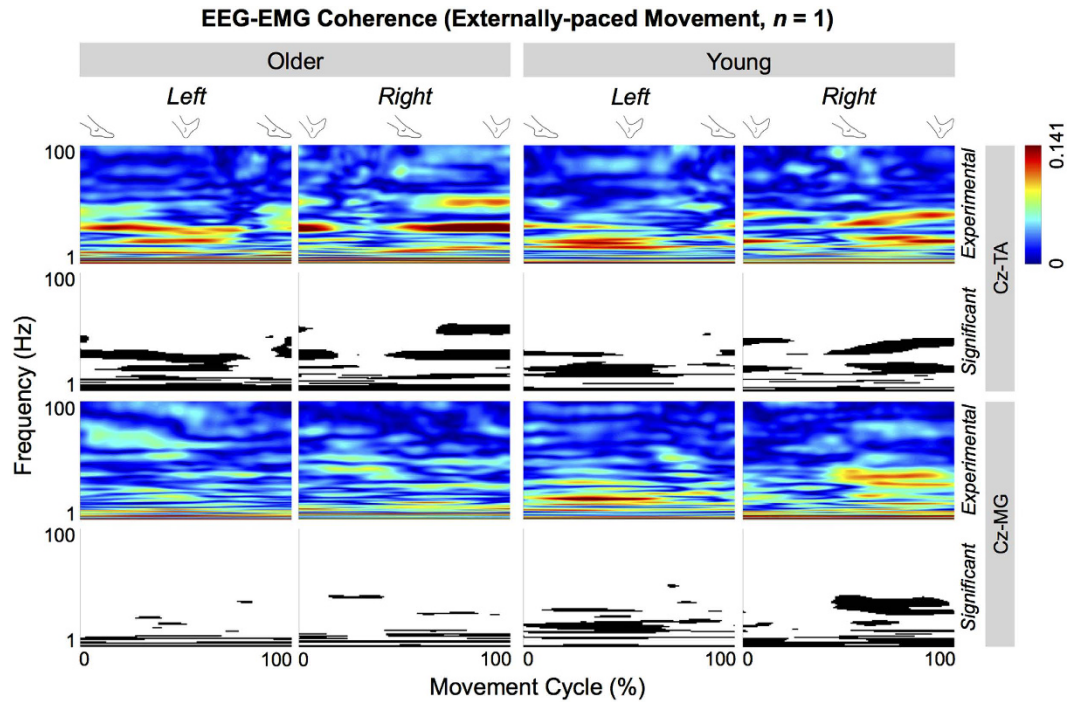 EEG-EMG Coherence (Externally-paced Movement, n = 1)
Older
Young
Left
Right
Left
Right
100
1
Experimental
0.141
0
100
1
Significant
Cz-TA
100
1
Experimental
100
1
Significant
Cz-MG
Frequency (Hz)
0
100
0
100
0
100
0
100
Movement Cycle (%)